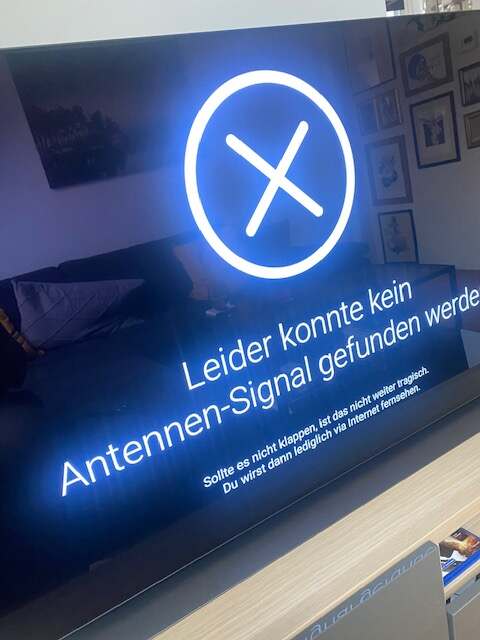 Leider konnte kein
Antennen-Signal gefunden werde
Sollte es nicht klappen, ist das nicht weiter tragisch.
Du wirst dann lediglich via Internet fernsehen.